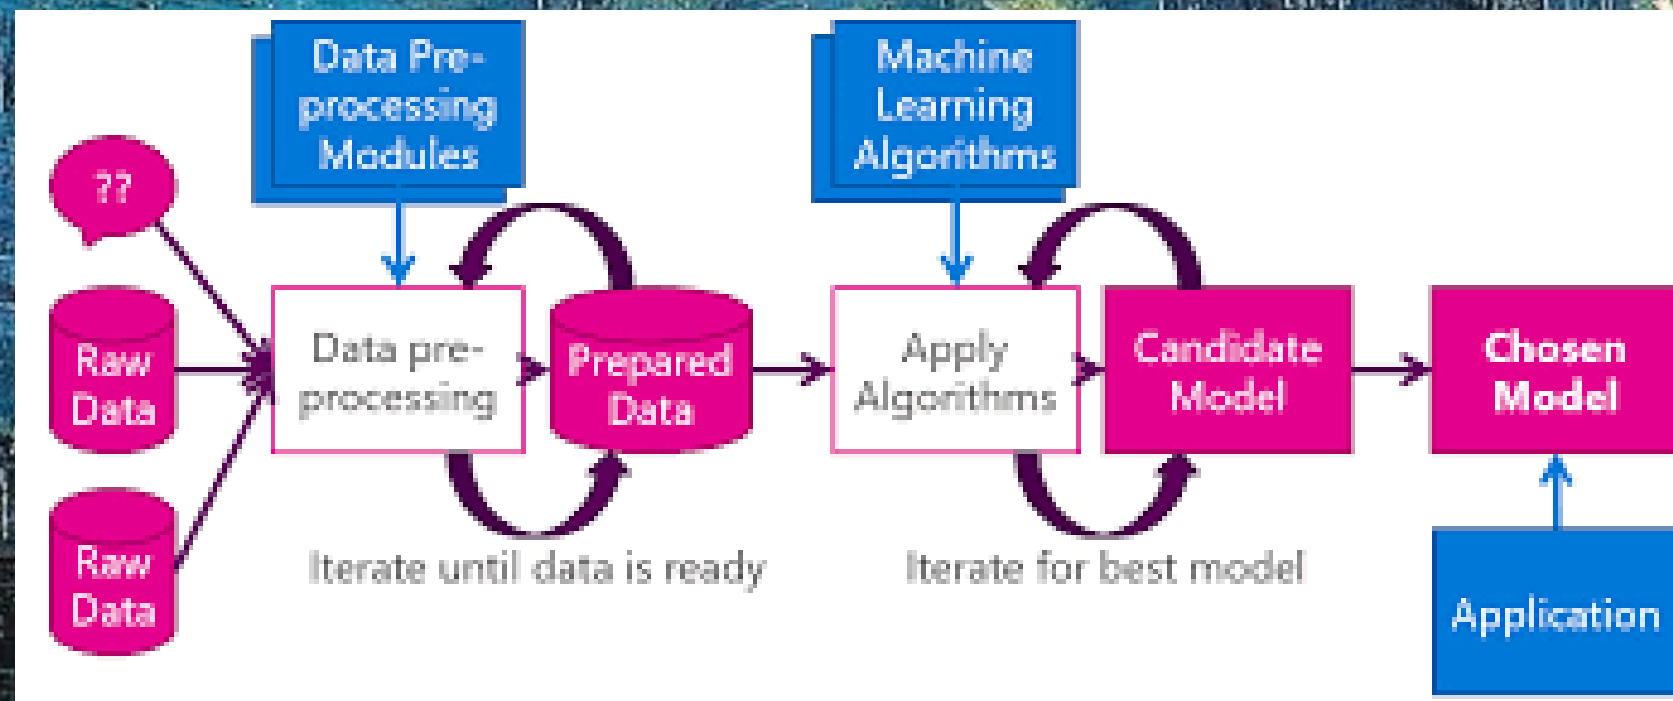 Data Pre-
processing
Modules
Machine
Learning
Algorithms
??
Raw
Data
Data pre-
processing
Prepared
Data
Apply
Algorithms
Candidate
Model
Chosen
Model
Raw
Data
Iterate until data is ready
Iterate for best model
Application